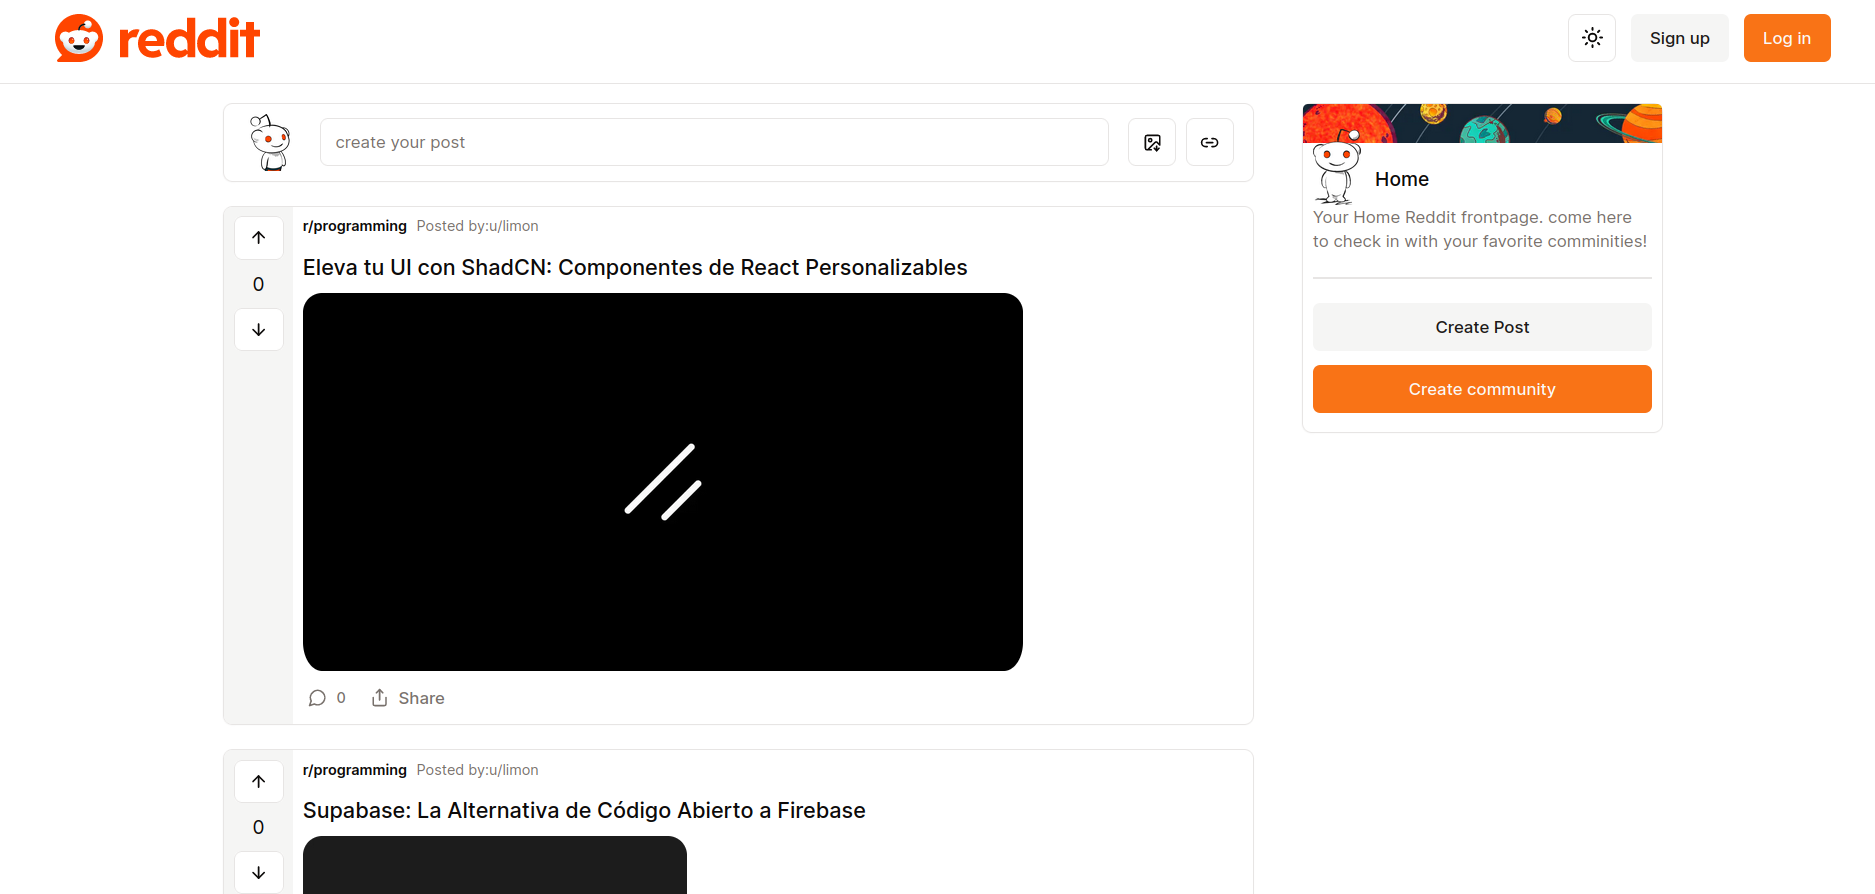 reddit
Sign up
Log in
create your post
r/programming Posted by:u/limon
0
Eleva tu UI con ShadCN: Componentes de React Personalizables
0 Share
r/programming Posted by:u/limon
0
Supabase: La Alternativa de Código Abierto a Firebase
Home
Your Home Reddit frontpage. come here
to check in with your favorite comminities!
Create Post
Create community